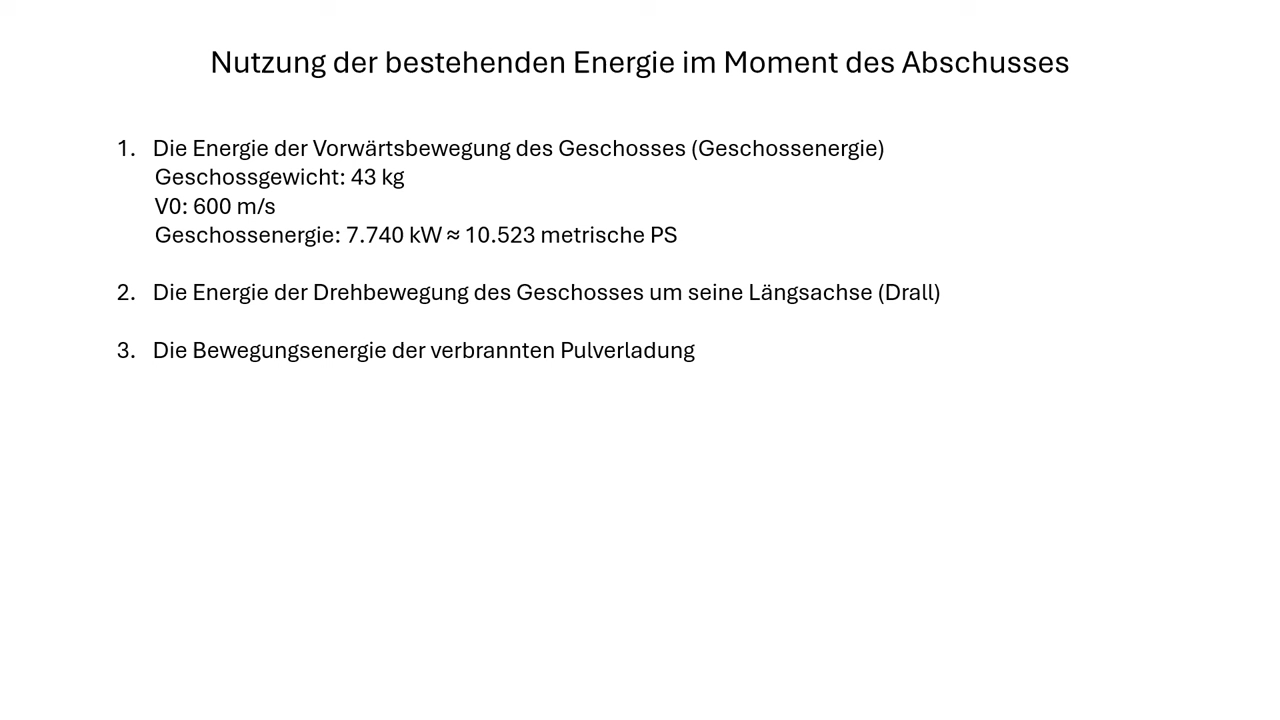 Nutzung der bestehenden Energie im Moment des Abschusses
1. Die Energie der Vorwärtsbewegung des Geschosses (Geschossenergie)
Geschossgewicht: 43 kg
V0: 600 m/s
Geschossenergie: 7.740 kW ≈ 10.523 metrische PS
2. Die Energie der Drehbewegung des Geschosses um seine Längsachse (Drall)
3. Die Bewegungsenergie der verbrannten Pulverladung